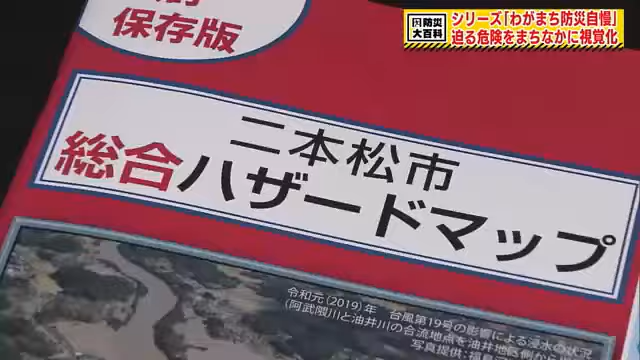 防災
大百科
シリーズ「わがまち防災自慢」
迫る危険をまちなかに視覚化
保存版
二本松市
総合ハザードマップ
令和元(2019)年 台風第19号の影響による浸水の状況
(阿武隈川と油井川の合流地点を油井地区側
写真提供: